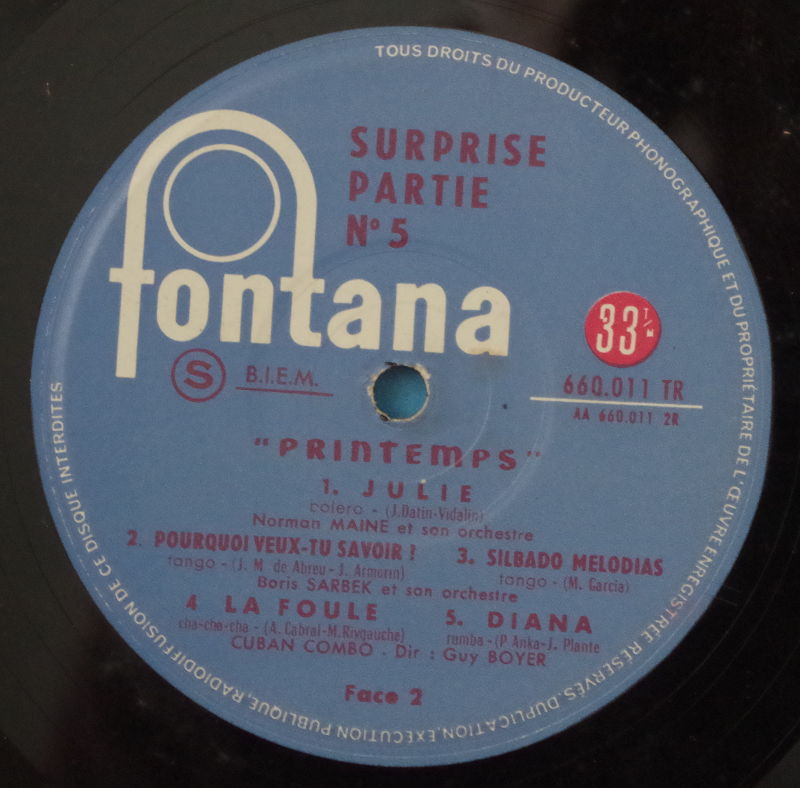 TOUS DROITS DU PRODUCTEUR PHONOGRAPHIQUE ET DU PROPRIÉTAIRE DE L'ŒUVRE ENREGISTRÉE RÉSERVÉS. DUPLICATION, EXÉCUTION PUBLIQUE, RADIODIFFUSION DE CE DISQUE INTERDITES
SURPRISE
PARTIE
N° 5
fontana
33 T/M
S B.I.E.M.
660.011 TR
AA 660.011 2R
"PRINTEMPS"
1. JULIE
bolero - (J. Datin-Vidalin)
Norman MAINE et son orchestre
2. POURQUOI VEUX-TU SAVOIR ! 3. SILBADO MELODIAS
tango - (J. M. de Abreu - J. Armorin) tango - (M. Garcia)
Boris SARBEK et son orchestre
4 LA FOULE 5. DIANA
cha-cha-cha - (A. Cabral-M. Rivgauche) rumba - (P. Anka-J. Plante
CUBAN COMBO - Dir : Guy BOYER
Face 2